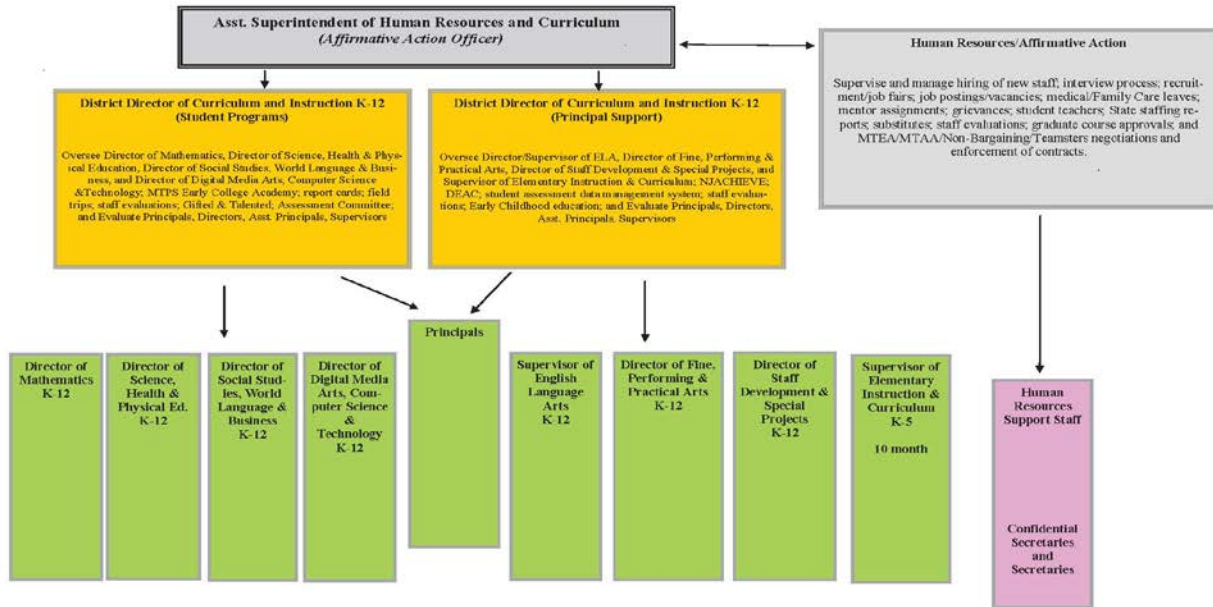 Asst. Superintendent of Human Resources and Curriculum
(Affirmative Action Officer)
Human Resources/Affirmative Action
Supervise and manage hiring of new staff; interview process; recruit-
ment/job fairs; job postings/vacancies; medical/Family Care leaves;
mentor assignments; grievances; student teachers; State staffing re-
ports; substitutes; staff evaluations; graduate course approvals; and
MTEA/MTAA/Non-Bargaining/Teamsters negotiations and
enforcement of contracts.
District Director of Curriculum and Instruction K-12
(Student Programs)
Oversee Director of Mathematics, Director of Science, Health & Phys-
ical Education, Director of Social Studies, World Language & Busi-
ness, and Director of Digital Media Arts, Computer Science
&Technology; MTPS Early College Academy; report cards; field
trips; staff evaluations; Gifted & Talented; Assessment Committee;
and Evaluate Principals, Directors, Asst. Principals, Supervisors
District Director of Curriculum and Instruction K-12
(Principal Support)
Oversee Director/Supervisor of ELA, Director of Fine, Performing &
Practical Arts, Director of Staff Development & Special Projects, and
Supervisor of Elementary Instruction & Curriculum; NJACHIEVE;
DEAC; student assessment data management system; staff evalua-
tions; Early Childhood education; and Evaluate Principals, Directors,
Asst. Principals, Supervisors
Director of
Mathematics
K-12
Director of
Science,
Health &
Physical Ed.
K-12
Director of
Social Stud-
ies, World
Language &
Business
K-12
Director of
Digital Media
Arts, Com-
puter Science
&
Technology
K-12
Principals
Supervisor of
English
Language
Arts
K-12
Director of Fine,
Performing &
Practical Arts
K-12
Director of
Staff
Development &
Special
Projects
K-12
Supervisor of
Elementary
Instruction &
Curriculum
K-5
10 month
Human
Resources
Support Staff
Confidential
Secretaries
and
Secretaries